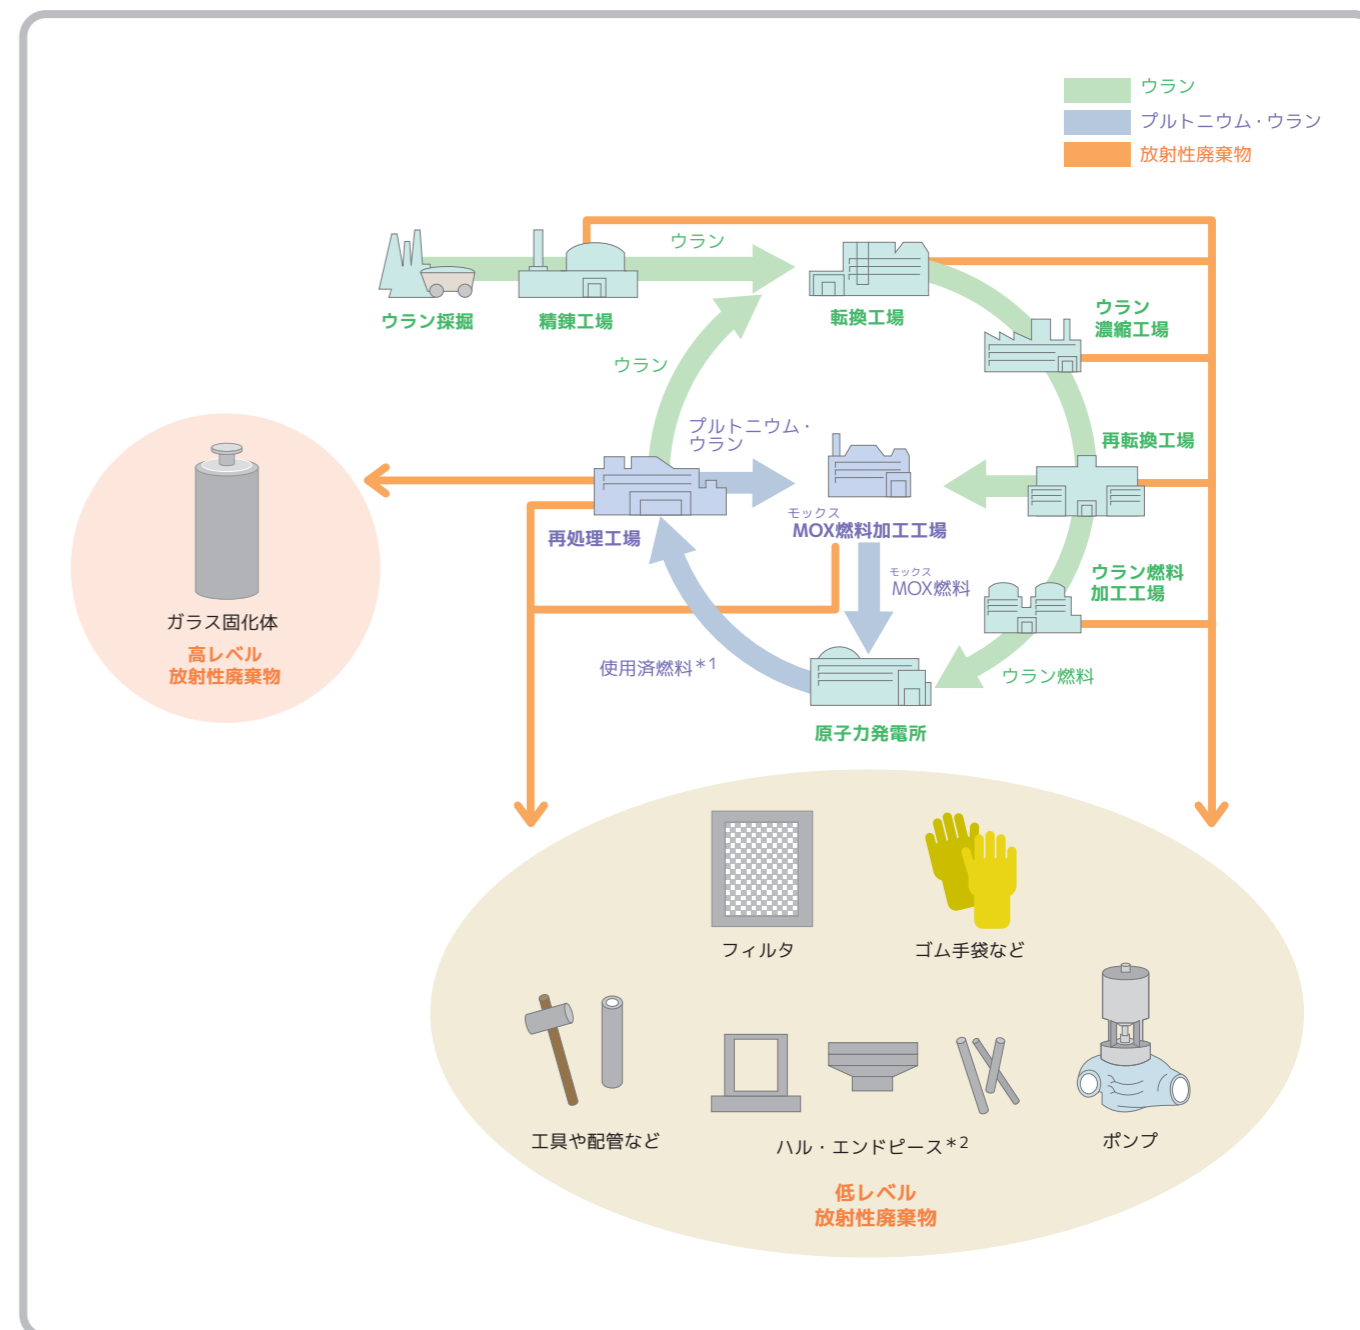 ウラン
プルトニウム・ウラン
放射性廃棄物
ウラン
ウラン採掘
精錬工場
転換工場
ウラン
濃縮工場
ウラン
プルトニウム・
ウラン
再転換工場
再処理工場
モックス
MOX燃料加工工場
モックス
MOX燃料
ウラン燃料
加工工場
使用済燃料＊1
ウラン燃料
原子力発電所
ガラス固化体
高レベル
放射性廃棄物
フィルタ
ゴム手袋など
工具や配管など
ハル・エンドピース＊2
ポンプ
低レベル
放射性廃棄物